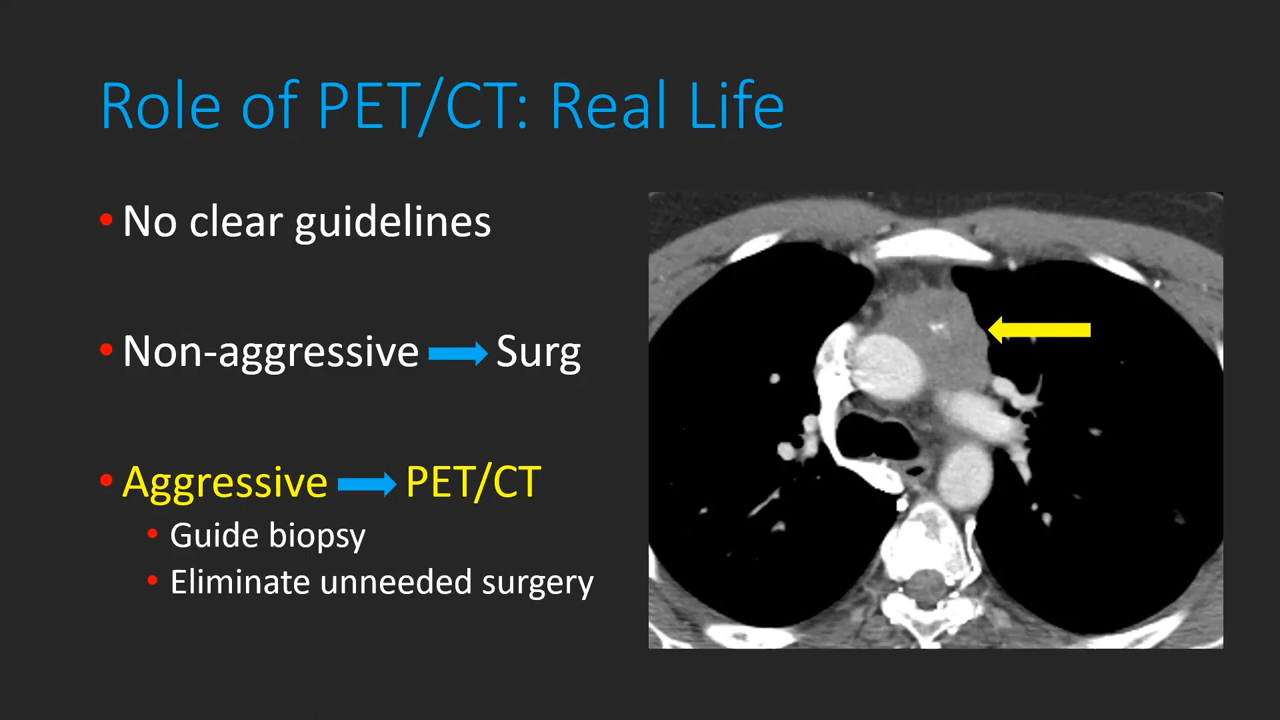 Role of PET/CT: Real Life
• No clear guidelines
• Non-aggressive ➡ Surg
• Aggressive ➡ PET/CT
• Guide biopsy
• Eliminate unneeded surgery